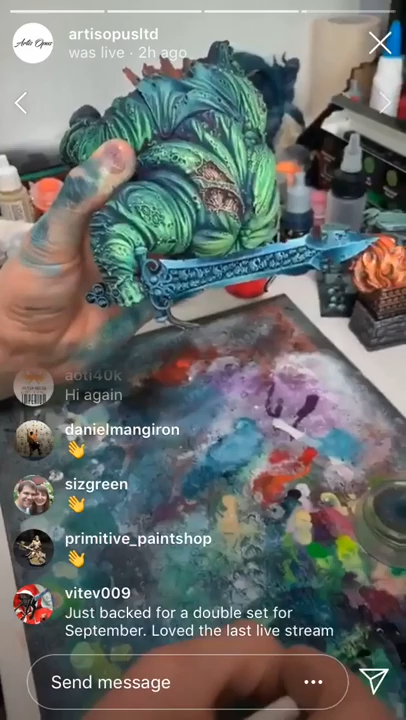 Artis Opus
artisopusltd
was live · 2h ago
aoti40k
Hi again
danielmangiron
👋
sizgreen
👋
primitive_paintshop
👋
vitev009
Just backed for a double set for
September. Loved the last live stream
Send message